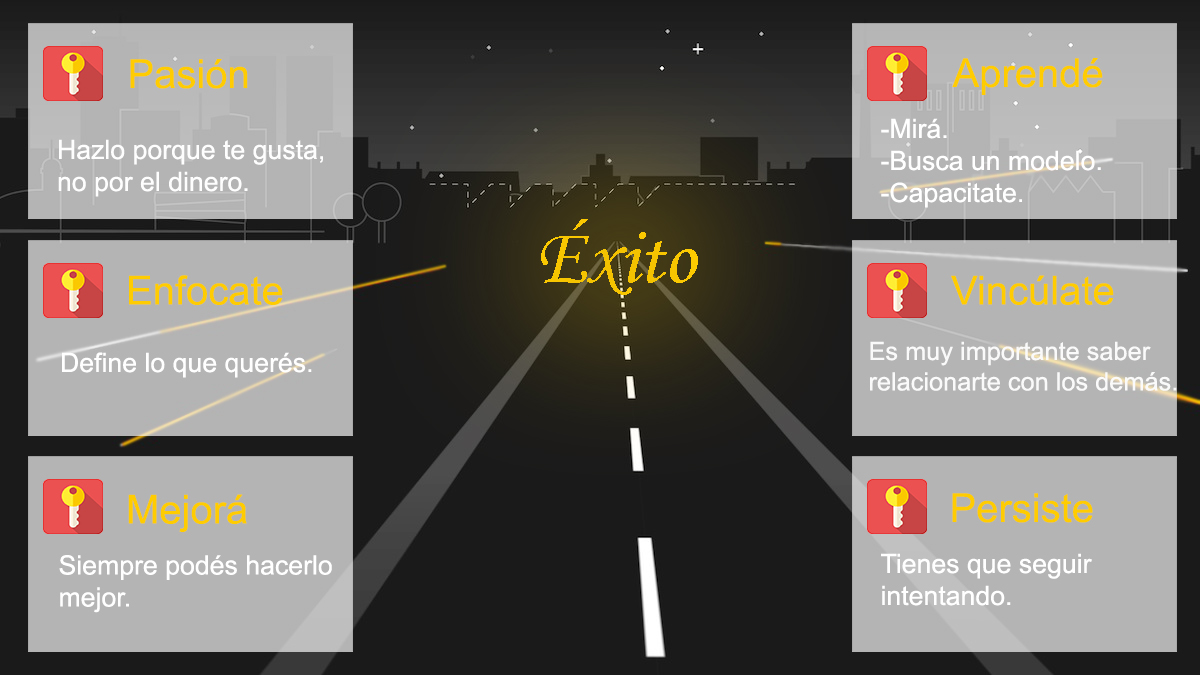 Pasión
Hazlo porque te gusta,
no por el dinero.
Enfocate
Define lo que querés.
Mejorá
Siempre podés hacerlo
mejor.
Éxito
Aprendé
-Mirá.
-Busca un modelo.
-Capacitate.
Vincúlate
Es muy importante saber
relacionarte con los demás.
Persiste
Tienes que seguir
intentando.